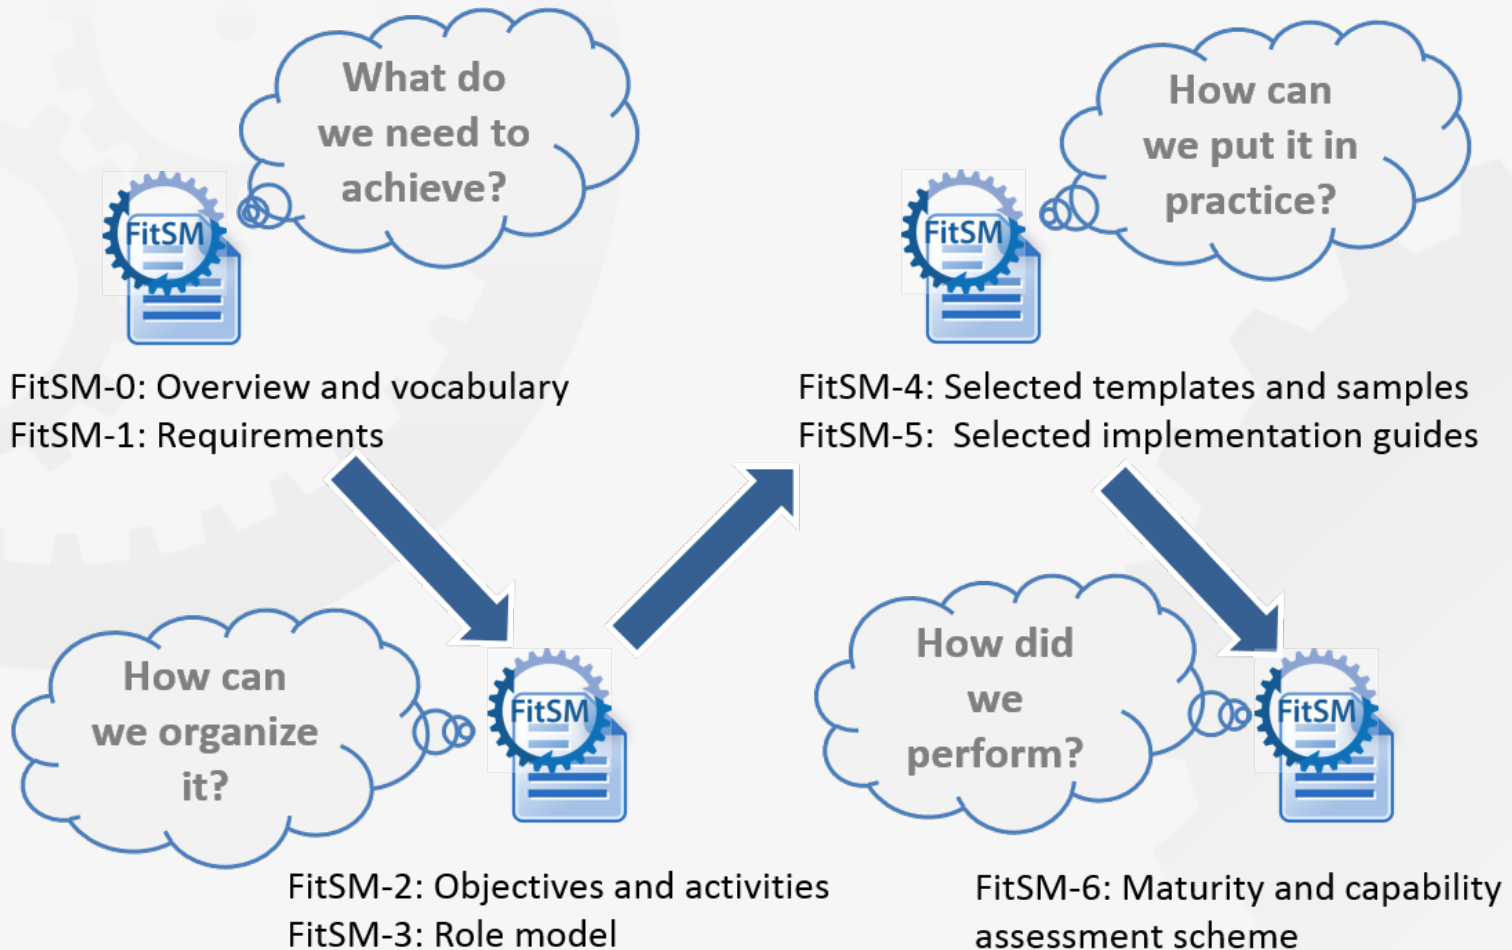 What do
we need to
achieve?
FitSM
FitSM-0: Overview and vocabulary
FitSM-1: Requirements
How can
we organize
it?
FitSM
FitSM-2: Objectives and activities
FitSM-3: Role model
How can
we put it in
practice?
FitSM
FitSM-4: Selected templates and samples
FitSM-5:  Selected implementation guides
How did
we
perform?
FitSM
FitSM-6: Maturity and capability
assessment scheme